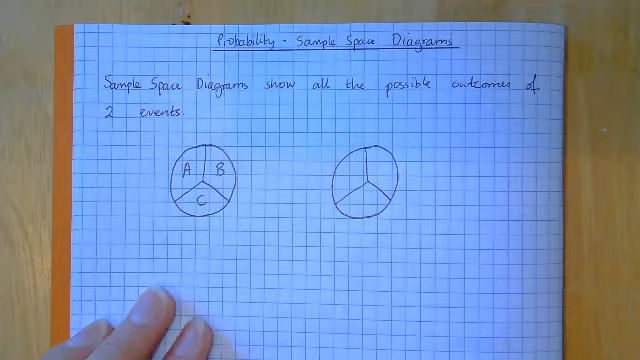 Probability - Sample Space Diagrams
Sample Space Diagrams show all the possible outcomes of
2 events.
A B
C